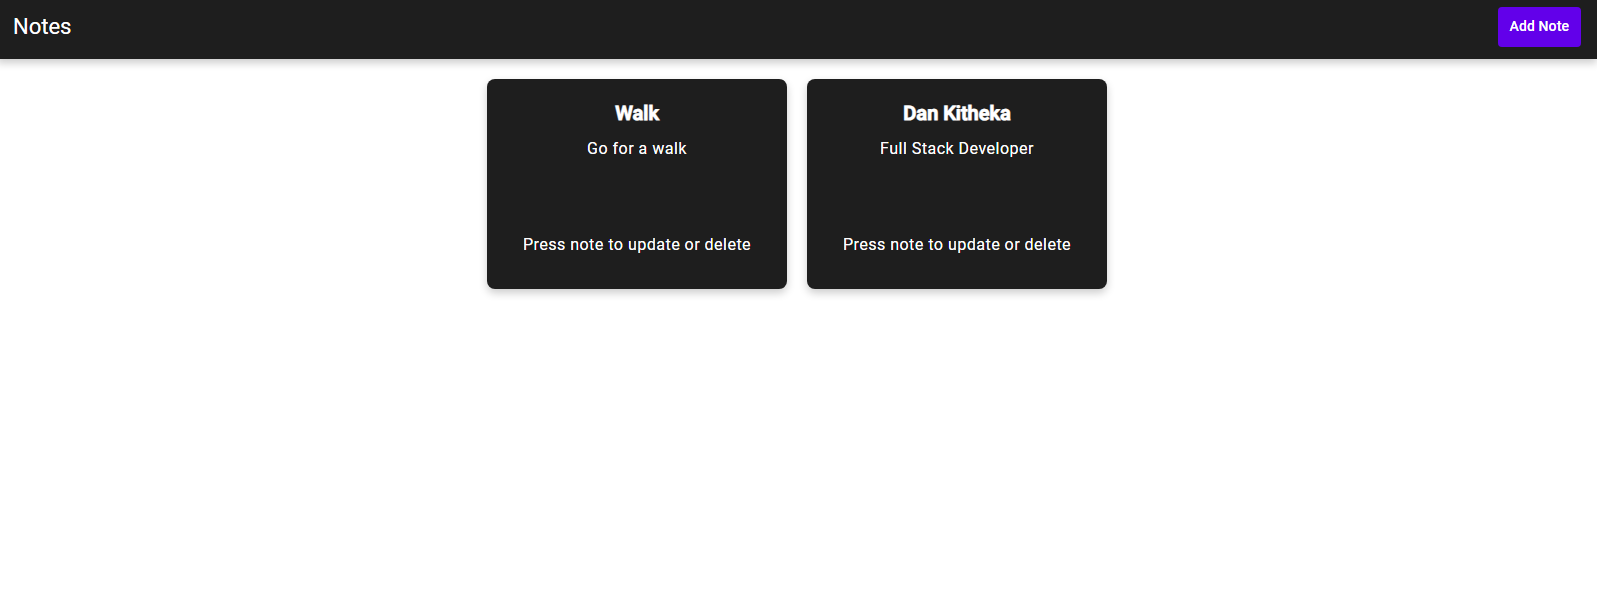 Notes
Add Note
Walk
Go for a walk
Press note to update or delete
Dan Kitheka
Full Stack Developer
Press note to update or delete